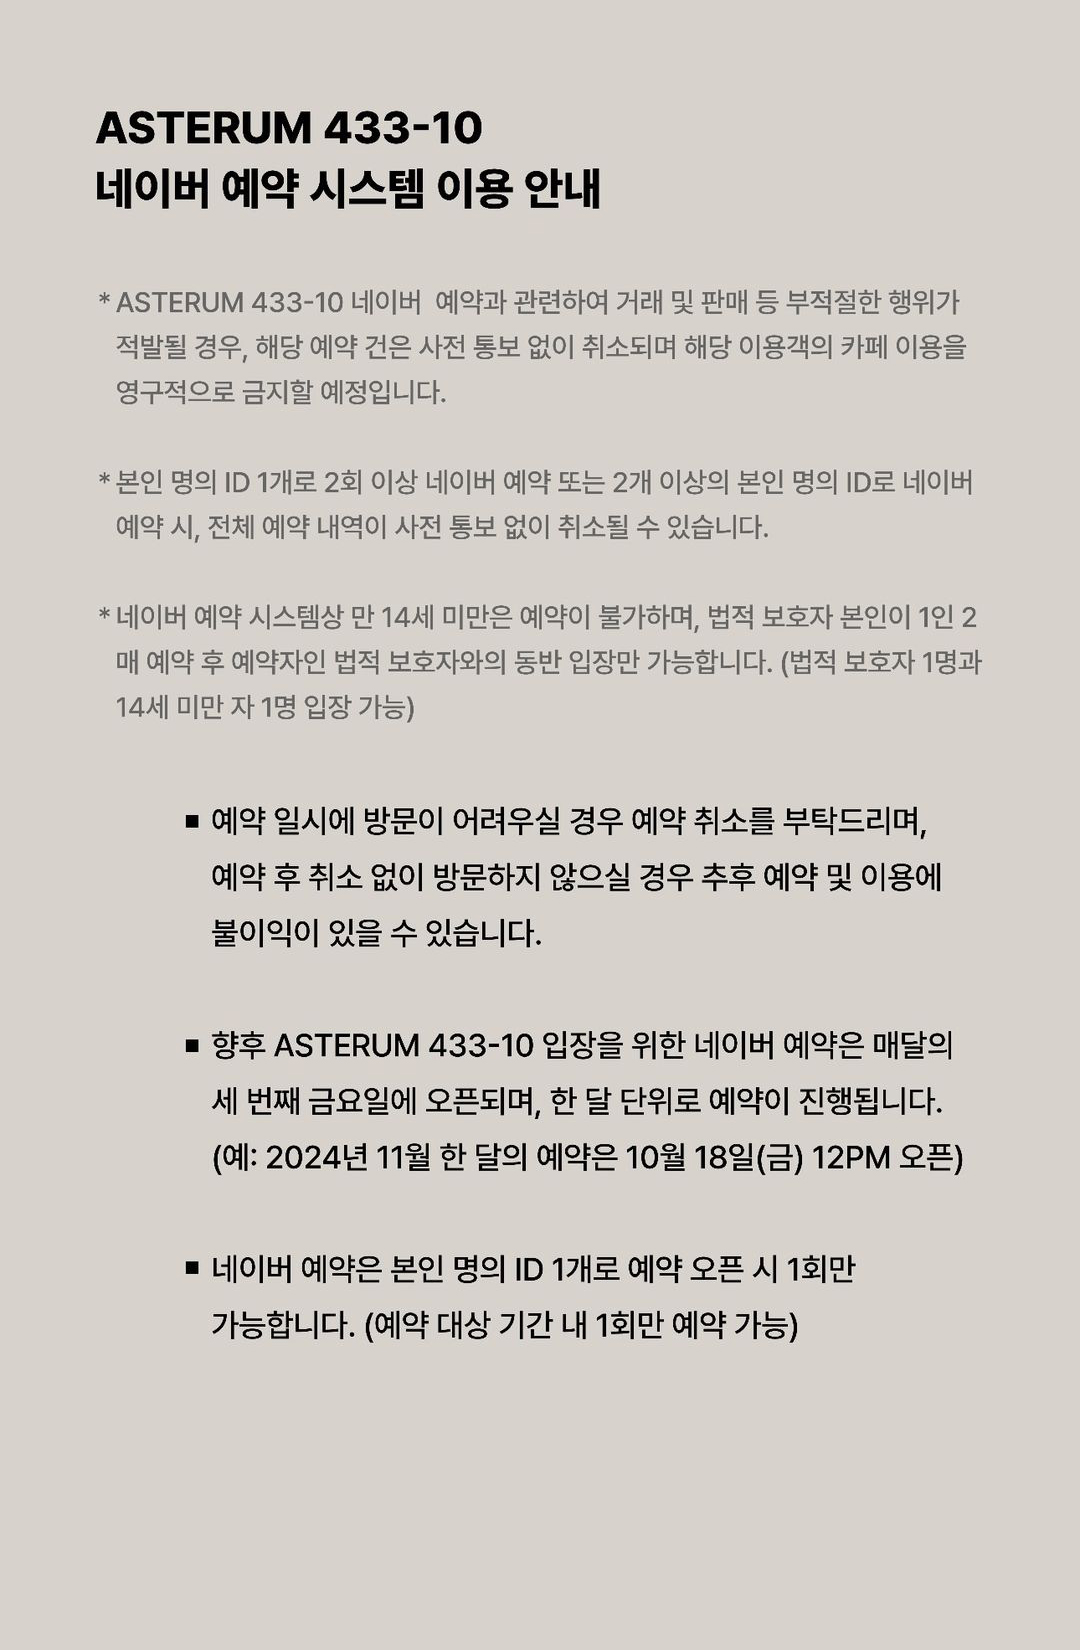 ASTERUM 433-10
네이버 예약 시스템 이용 안내
* ASTERUM 433-10 네이버 예약과 관련하여 거래 및 판매 등 부적절한 행위가
적발될 경우, 해당 예약 건은 사전 통보 없이 취소되며 해당 이용객의 카페 이용을
영구적으로 금지할 예정입니다.
* 본인 명의 ID 1개로 2회 이상 네이버 예약 또는 2개 이상의 본인 명의 ID로 네이버
예약 시, 전체 예약 내역이 사전 통보 없이 취소될 수 있습니다.
* 네이버 예약 시스템상 만 14세 미만은 예약이 불가하며, 법적 보호자 본인이 1인 2
매 예약 후 예약자인 법적 보호자와의 동반 입장만 가능합니다. (법적 보호자 1명과
14세 미만 자 1명 입장 가능)
▪ 예약 일시에 방문이 어려우실 경우 예약 취소를 부탁드리며,
예약 후 취소 없이 방문하지 않으실 경우 추후 예약 및 이용에
불이익이 있을 수 있습니다.
▪ 향후 ASTERUM 433-10 입장을 위한 네이버 예약은 매달의
세 번째 금요일에 오픈되며, 한 달 단위로 예약이 진행됩니다.
(예: 2024년 11월 한 달의 예약은 10월 18일(금) 12PM 오픈)
▪ 네이버 예약은 본인 명의 ID 1개로 예약 오픈 시 1회만
가능합니다. (예약 대상 기간 내 1회만 예약 가능)